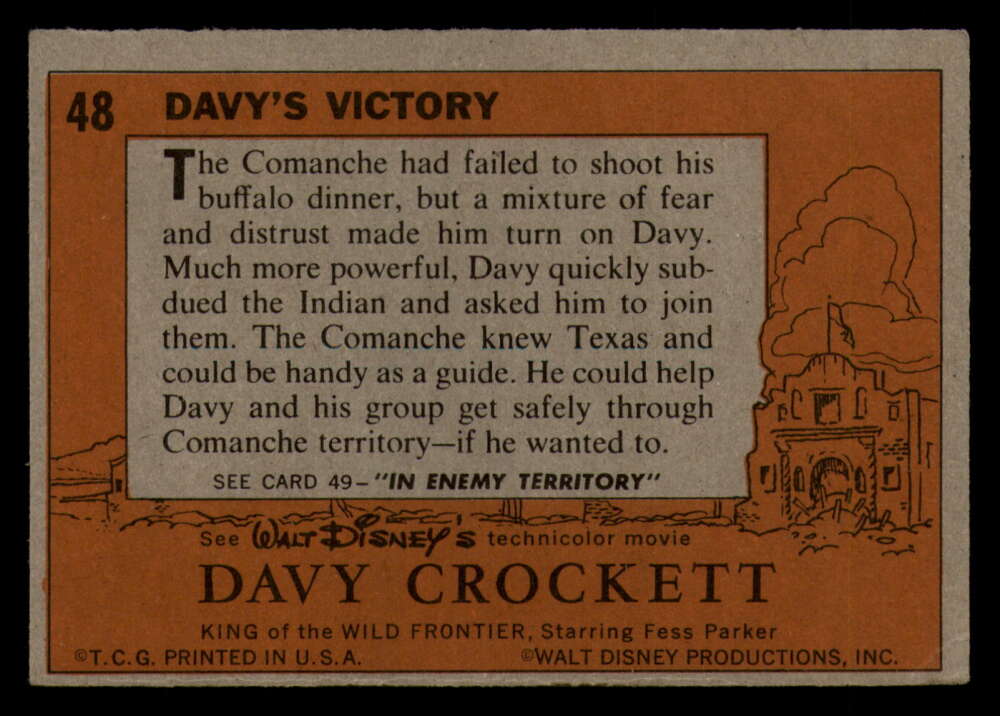 48 DAVY'S VICTORY
The Comanche had failed to shoot his
buffalo dinner, but a mixture of fear
and distrust made him turn on Davy.
Much more powerful, Davy quickly sub-
dued the Indian and asked him to join
them. The Comanche knew Texas and
could be handy as a guide. He could help
Davy and his group get safely through
Comanche territory—if he wanted to.
SEE CARD 49–"IN ENEMY TERRITORY"
See WALT DISNEY'S technicolor movie
DAVY CROCKETT
KING of the WILD FRONTIER, Starring Fess Parker
©T.C.G. PRINTED IN U.S.A. ©WALT DISNEY PRODUCTIONS, INC.